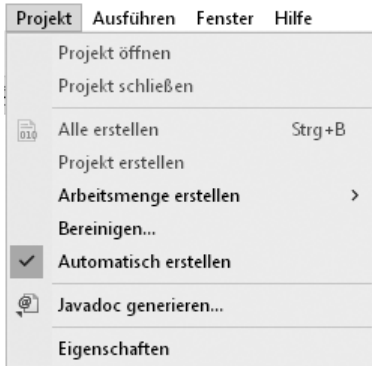 Projekt Ausführen Fenster Hilfe
Projekt öffnen
Projekt schließen
Alle erstellen Strg+B
Projekt erstellen
Arbeitsmenge erstellen
Bereinigen...
Automatisch erstellen
Javadoc generieren...
Eigenschaften